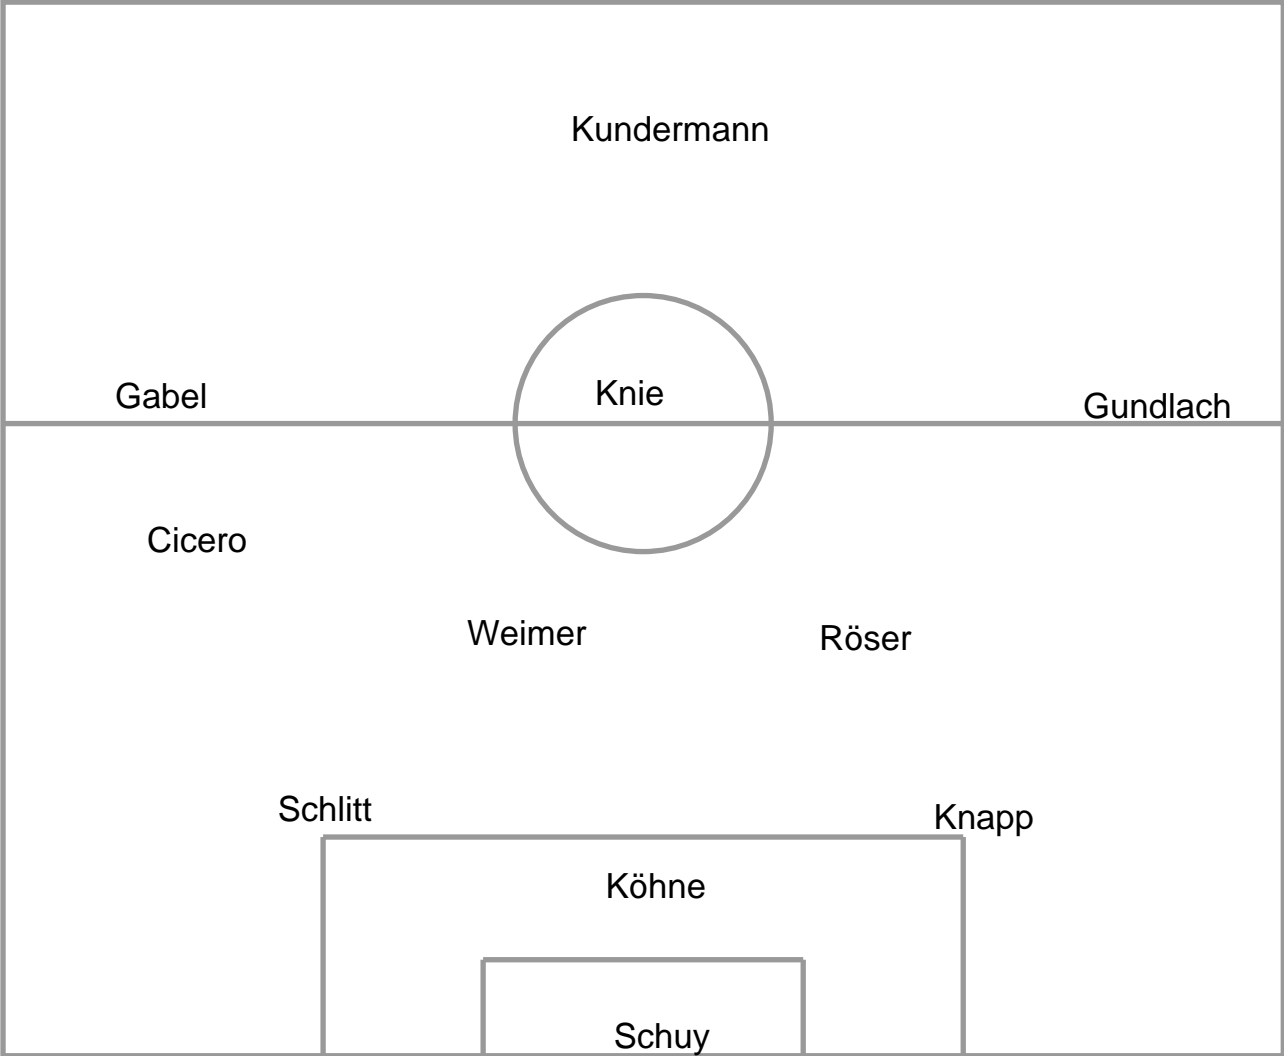 Kundermann
Gabel
Knie
Gundlach
Cicero
Weimer
Röser
Schlitt
Knapp
Köhne
Schuy